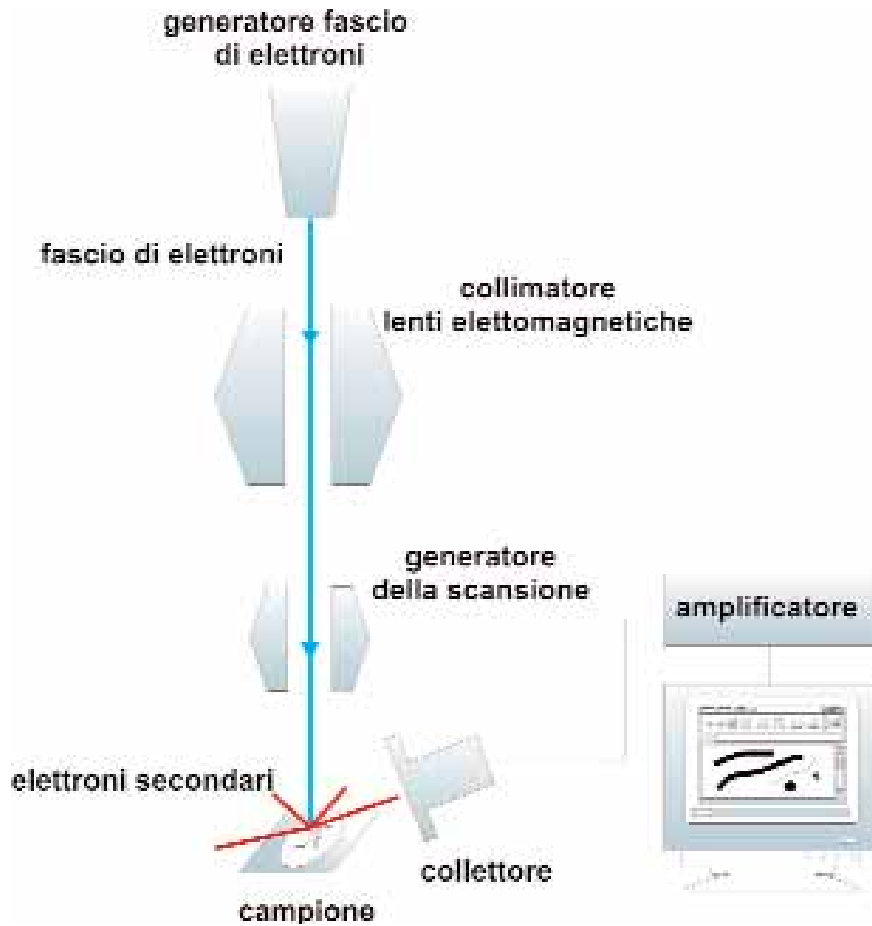 generatore fascio
di elettroni
fascio di elettroni
collimatore
lenti elettomagnetiche
generatore
della scansione
amplificatore
elettroni secondari
collettore
campione